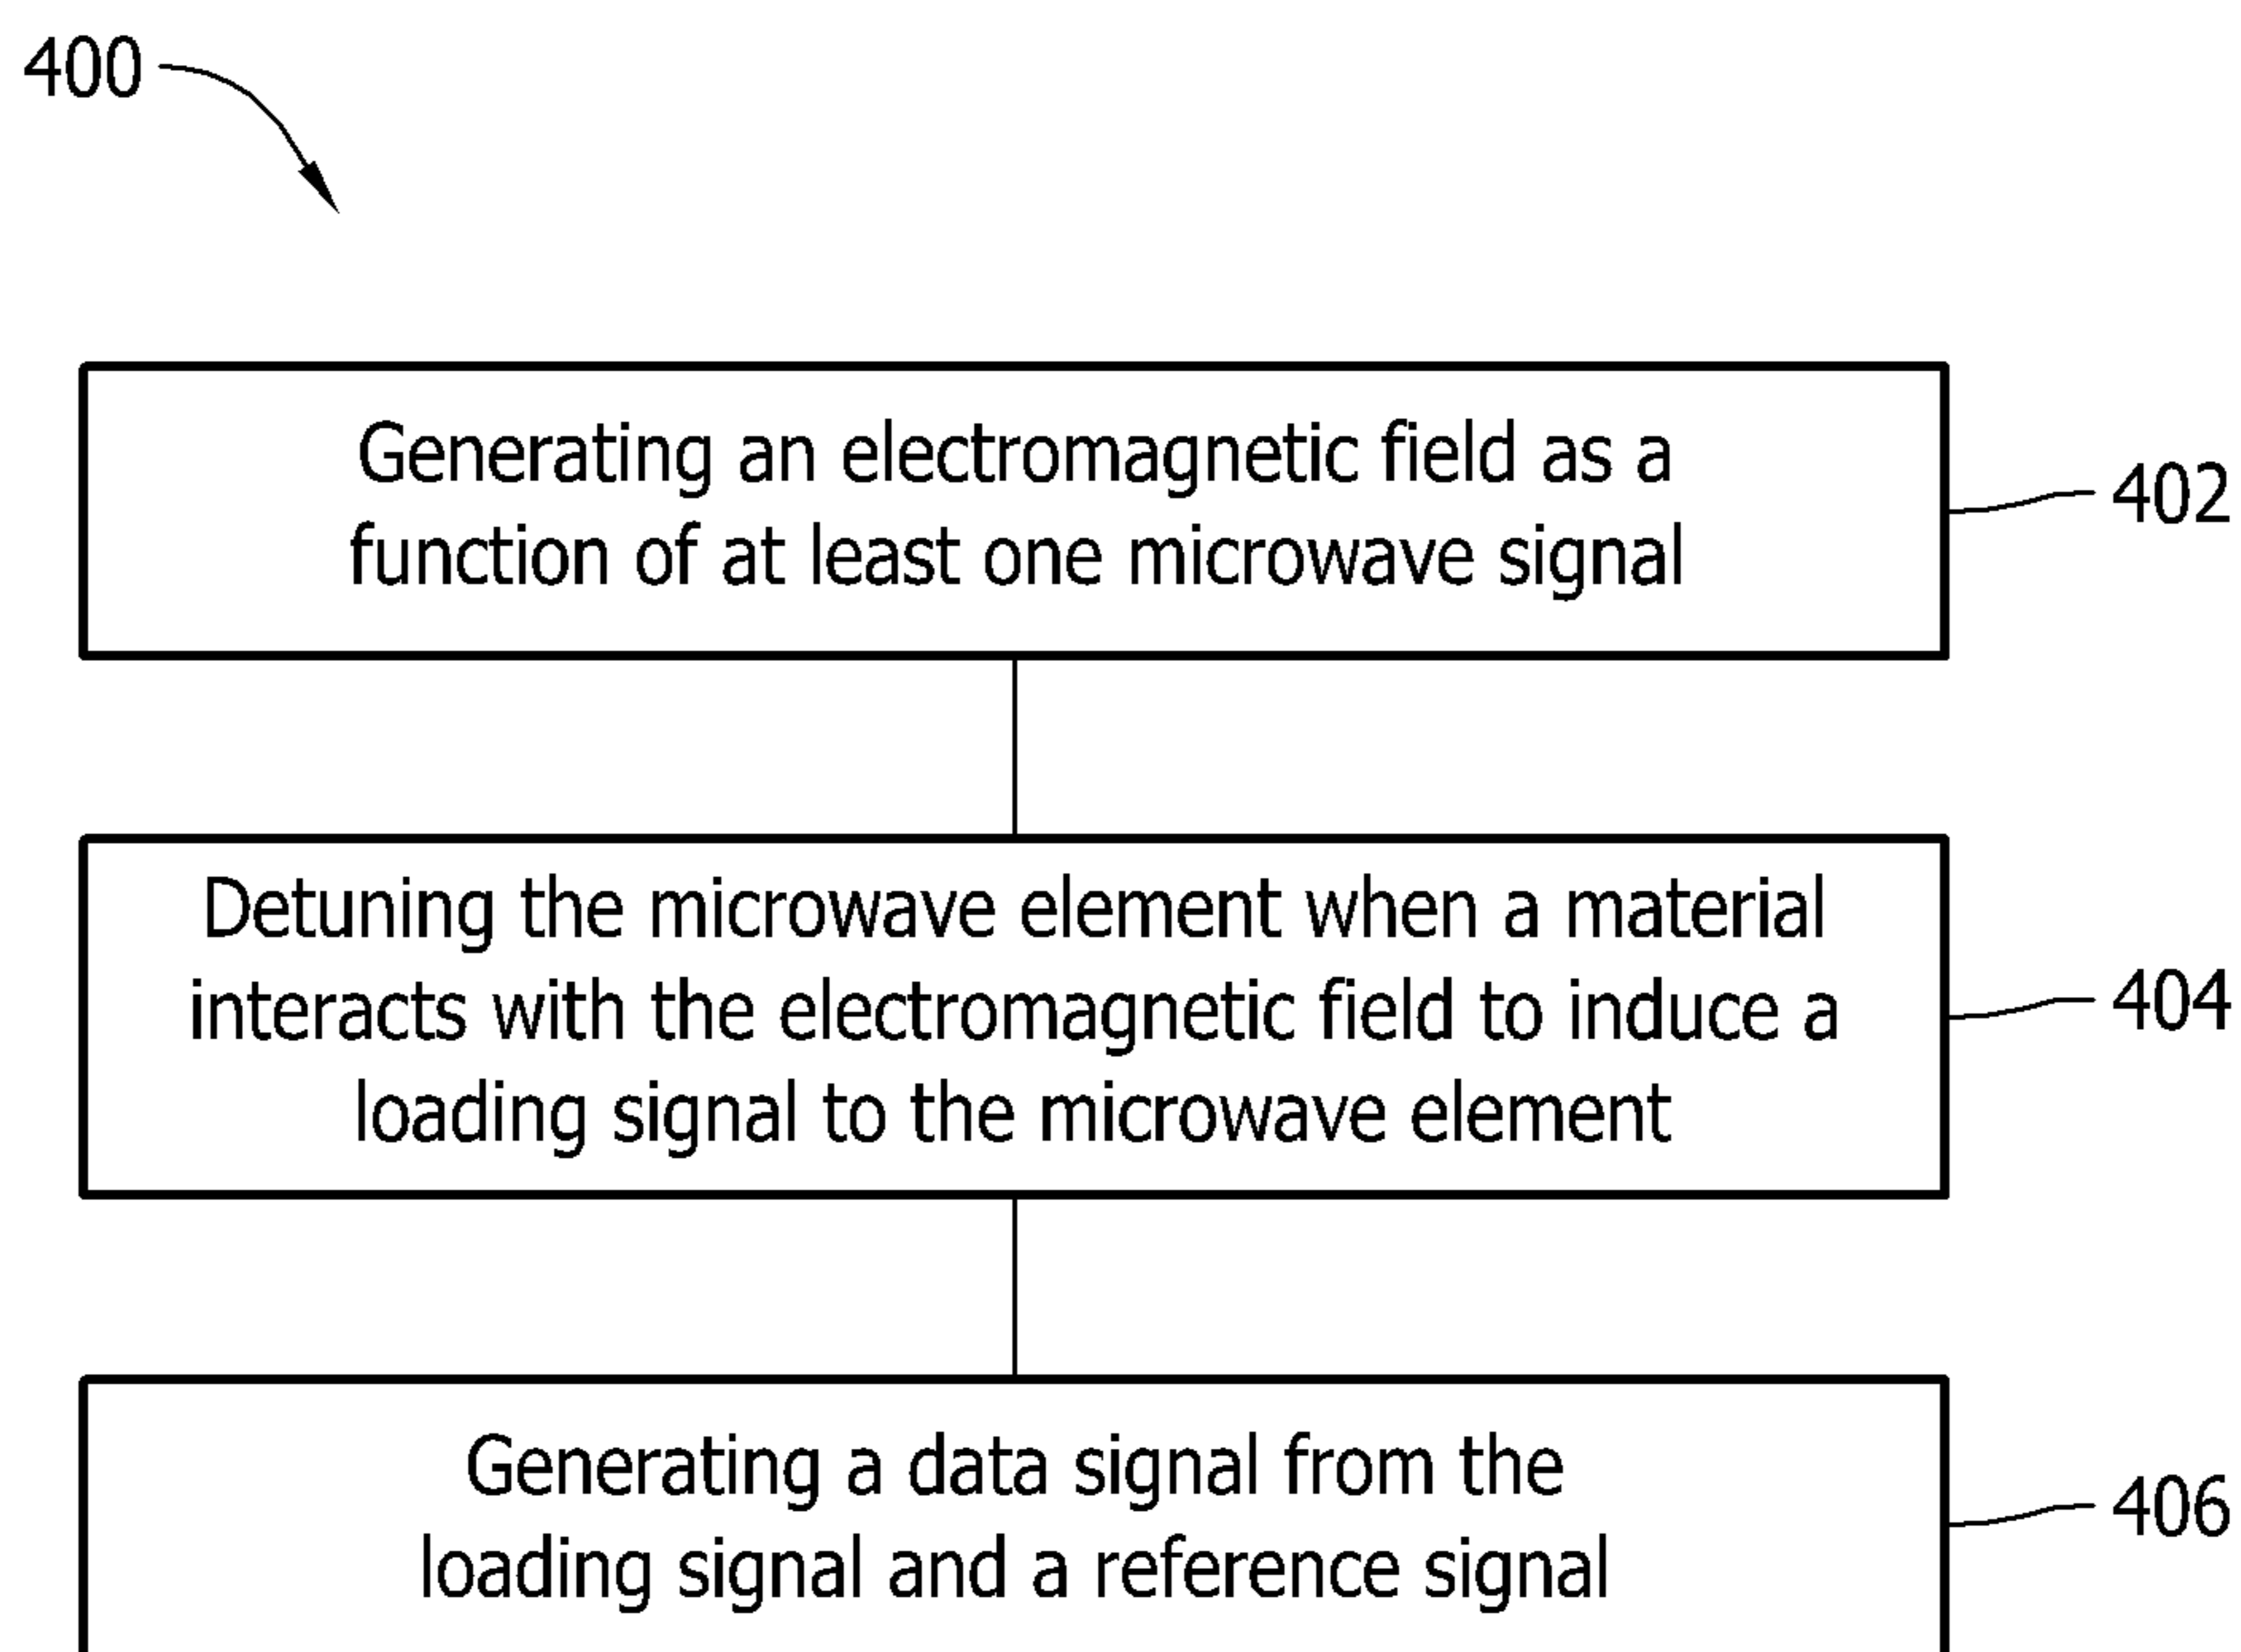 400
Generating an electromagnetic field as a
function of at least one microwave signal
402
Detuning the microwave element when a material
interacts with the electromagnetic field to induce a
loading signal to the microwave element
404
Generating a data signal from the
loading signal and a reference signal
406